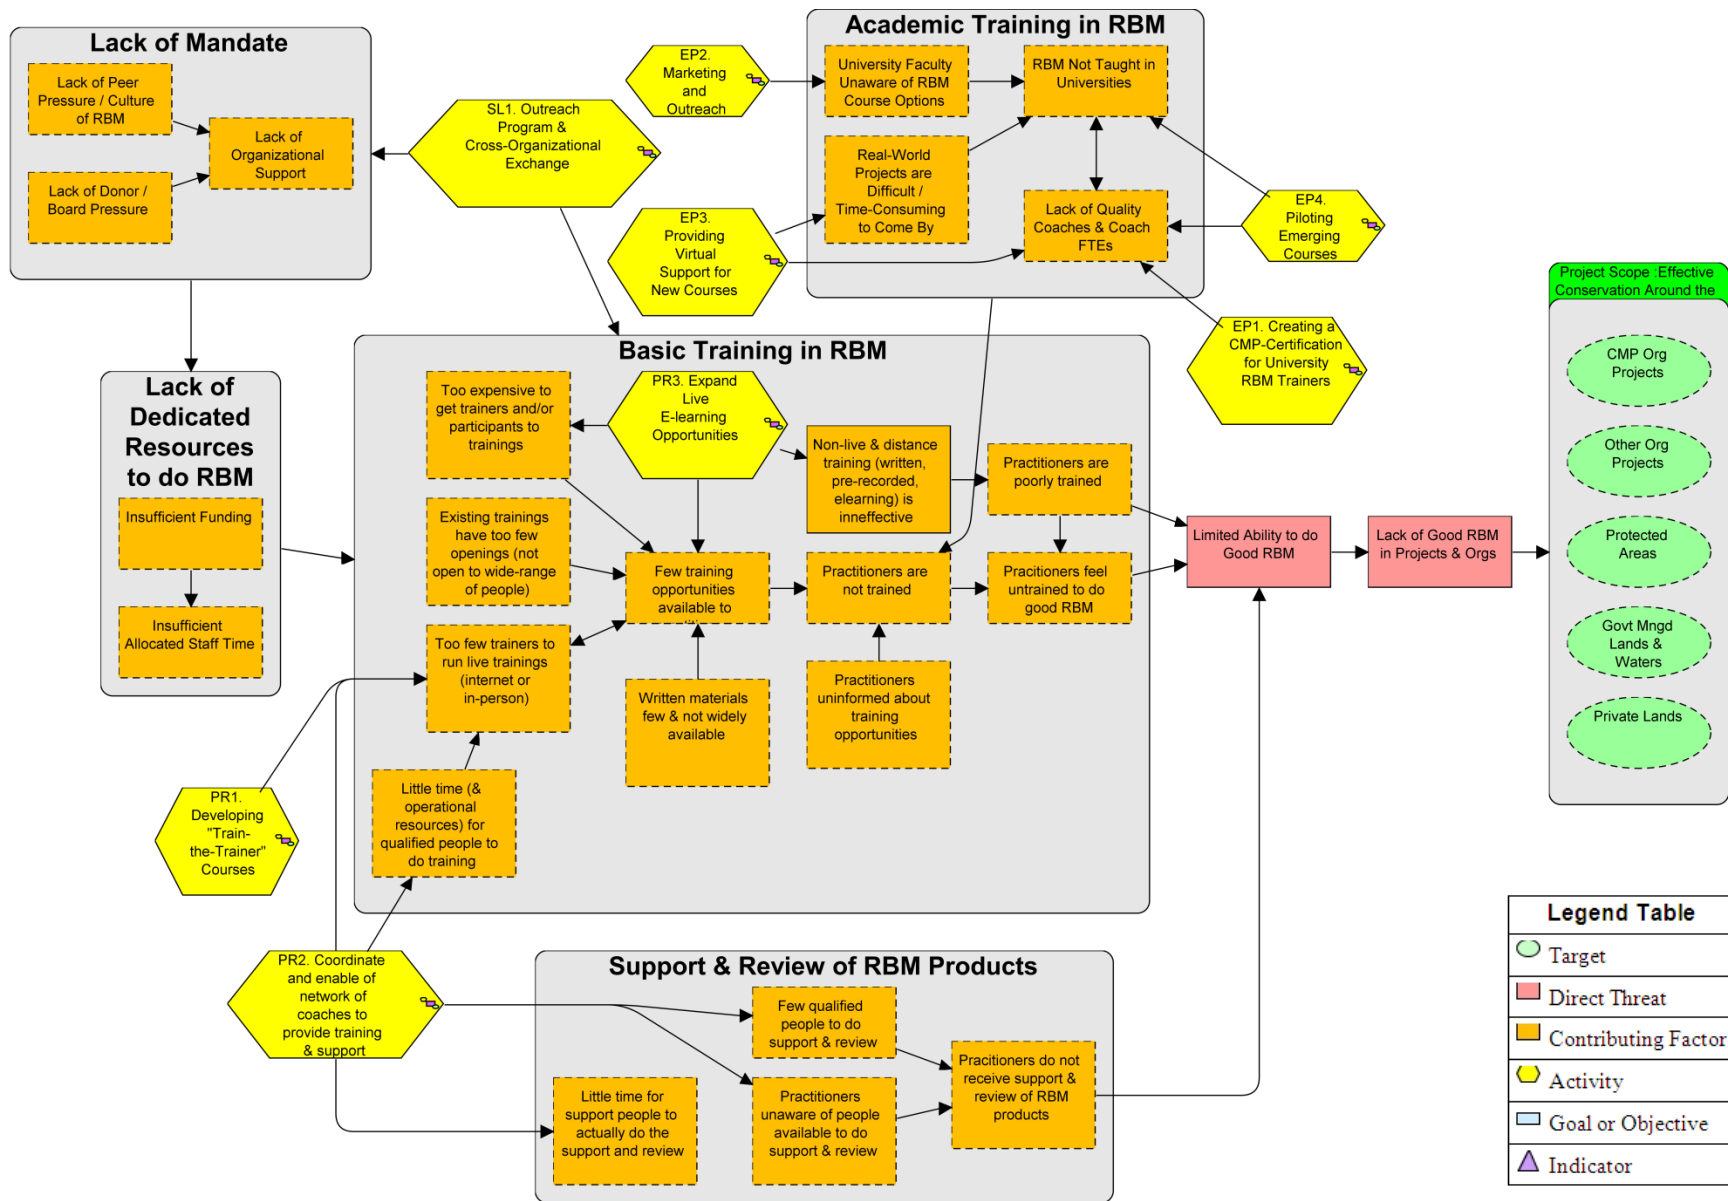 Lack of Mandate
Lack of Peer
Pressure / Culture
of RBM
Lack of
Organizational
Support
Lack of Donor /
Board Pressure
SL1. Outreach
Program &
Cross-Organizational
Exchange
EP2.
Marketing
and
Outreach
EP3.
Providing
Virtual
Support for
New Courses
Academic Training in RBM
University Faculty
Unaware of RBM
Course Options
RBM Not Taught in
Universities
Real-World
Projects are
Difficult /
Time-Consuming
to Come By
Lack of Quality
Coaches & Coach
FTEs
EP4.
Piloting
Emerging
Courses
EP1. Creating a
CMP-Certification
for University
RBM Trainers
Lack of
Dedicated
Resources
to do RBM
Insufficient Funding
Insufficient
Allocated Staff Time
Basic Training in RBM
Too expensive to
get trainers and/or
participants to
trainings
PR3. Expand
Live
E-learning
Opportunities
Non-live & distance
training (written,
pre-recorded,
elearning) is
inneffective
Practitioners are
poorly trained
Existing trainings
have too few
openings (not
open to wide-range
of people)
Few training
opportunities
available to
Practitioners are
not trained
Practitioners feel
untrained to do
good RBM
Too few trainers to
run live trainings
(internet or
in-person)
Written materials
few & not widely
available
Practitioners
uninformed about
training
opportunities
Little time (&
operational
resources) for
qualified people to
do training
Limited Ability to do
Good RBM
Lack of Good RBM
in Projects & Orgs
Project Scope :Effective
Conservation Around the
CMP Org
Projects
Other Org
Projects
Protected
Areas
Govt Mngd
Lands &
Waters
Private Lands
PR1.
Developing
"Train-
the-Trainer"
Courses
PR2. Coordinate
and enable of
network of
coaches to
provide training
& support
Support & Review of RBM Products
Few qualified
people to do
support & review
Little time for
support people to
actually do the
support and review
Practitioners
unaware of people
available to do
support & review
Pracitioners do not
receive support &
review of RBM
products
Legend Table
Target
Direct Threat
Contributing Factor
Activity
Goal or Objective
Indicator